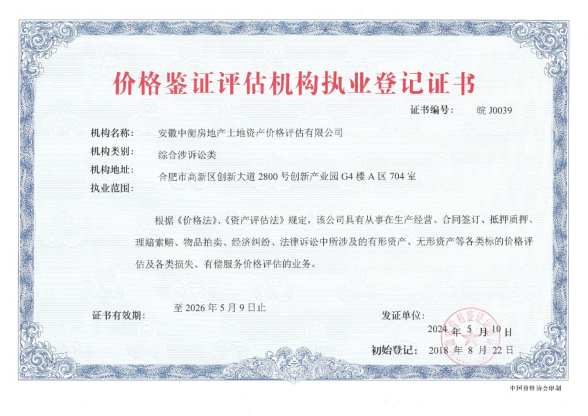 价格鉴证评估机构执业登记证书
证书编号： 皖 J0039
机构名称： 安徽中衡房地产土地资产价格评估有限公司
机构类别： 综合涉诉讼类
机构地址： 合肥市高新区创新大道 2800 号创新产业园 G4 楼 A 区 704 室
执业范围：
根据《价格法》、《资产评估法》规定，该公司具有从事在生产经营、合同签订、抵押质押、
理赔索赔、物品拍卖、经济纠纷、法律诉讼中所涉及的有形资产、无形资产等各类标的价格评
估及各类损失、有偿服务价格评估的业务。
证书有效期： 至 2026 年 5 月 9 日止
发证单位：
2024 年 5 月 10 日
初始登记： 2018 年 8 月 22 日
中国价格协会印制